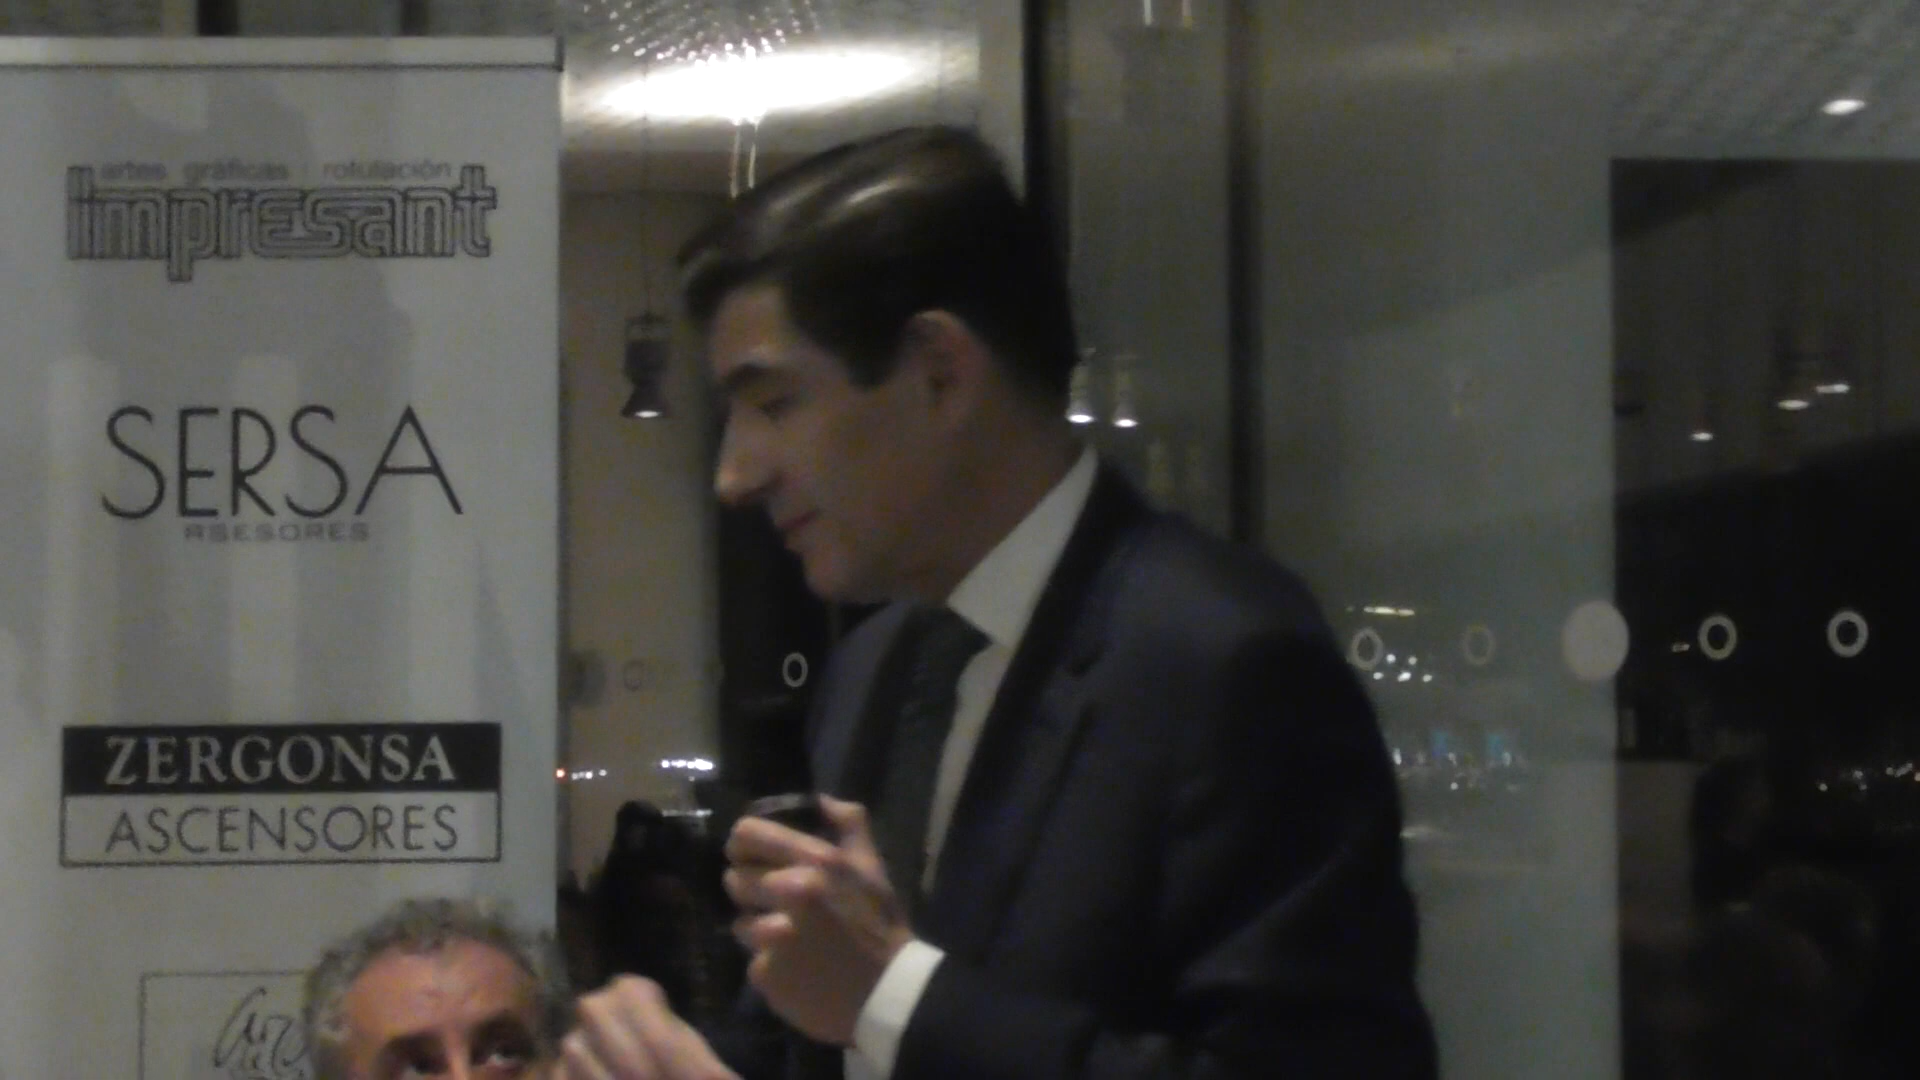 artes gráficas | rotulación
Impresant
SERSA
ASESORES
ZERGONSA
ASCENSORES